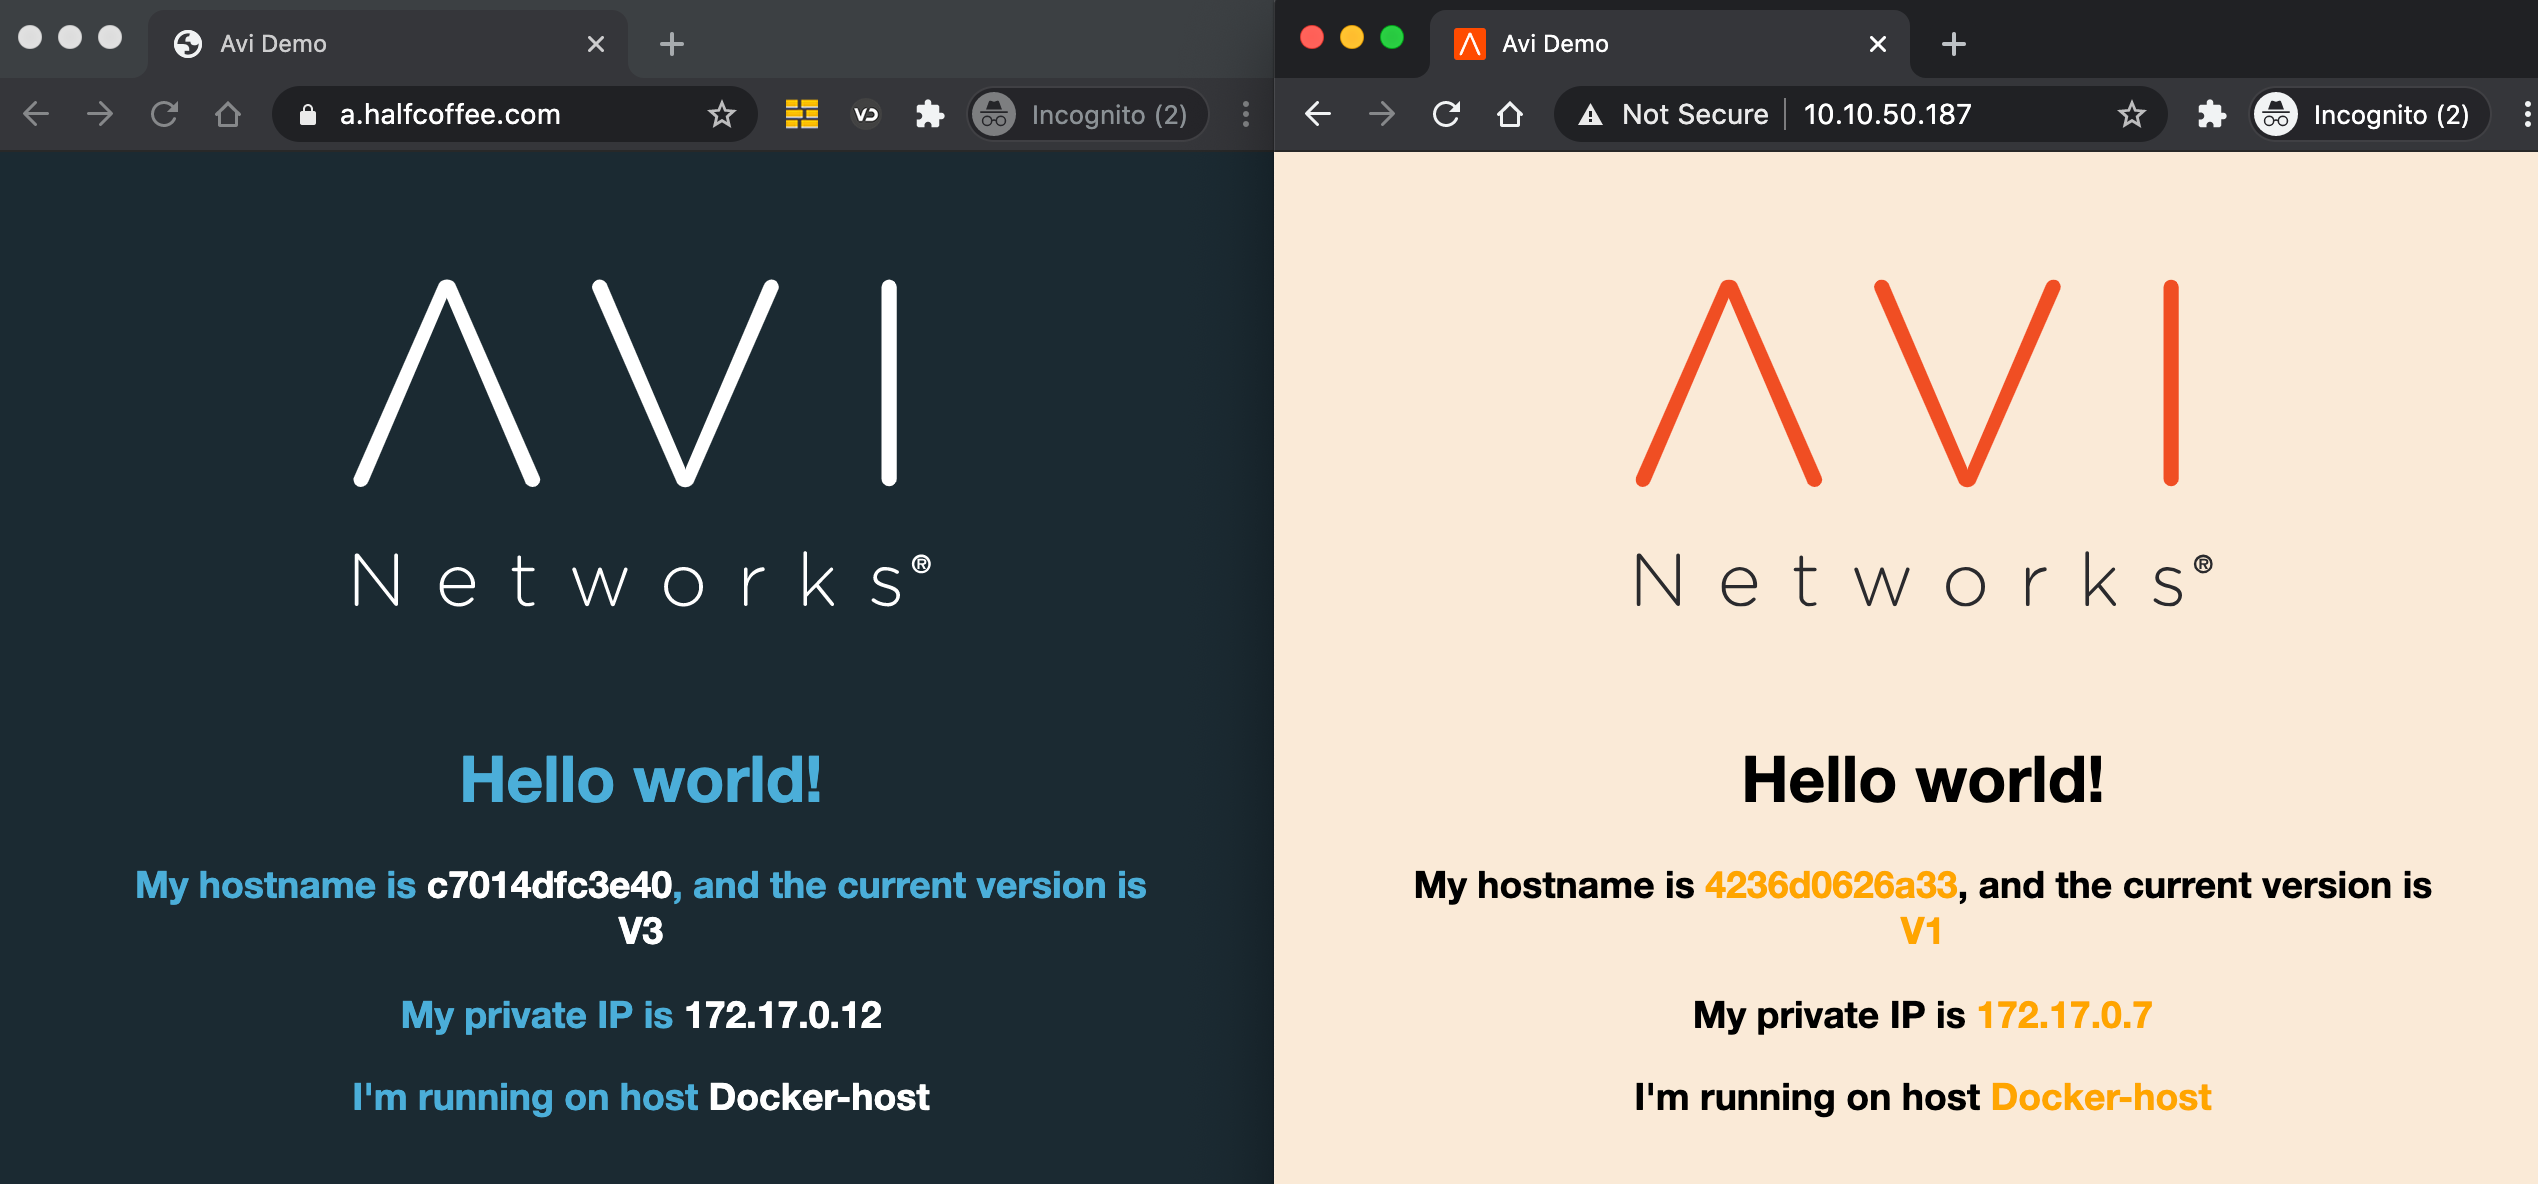 Avi Demo
a.halfcoffee.com
Incognito (2)
AVI
Networks®
Hello world!
My hostname is c7014dfc3e40, and the current version is
V3
My private IP is 172.17.0.12
I'm running on host Docker-host
Avi Demo
Not Secure
10.10.50.187
Incognito (2)
AVI
Networks®
Hello world!
My hostname is 4236d0626a33, and the current version is
V1
My private IP is 172.17.0.7
I'm running on host Docker-host